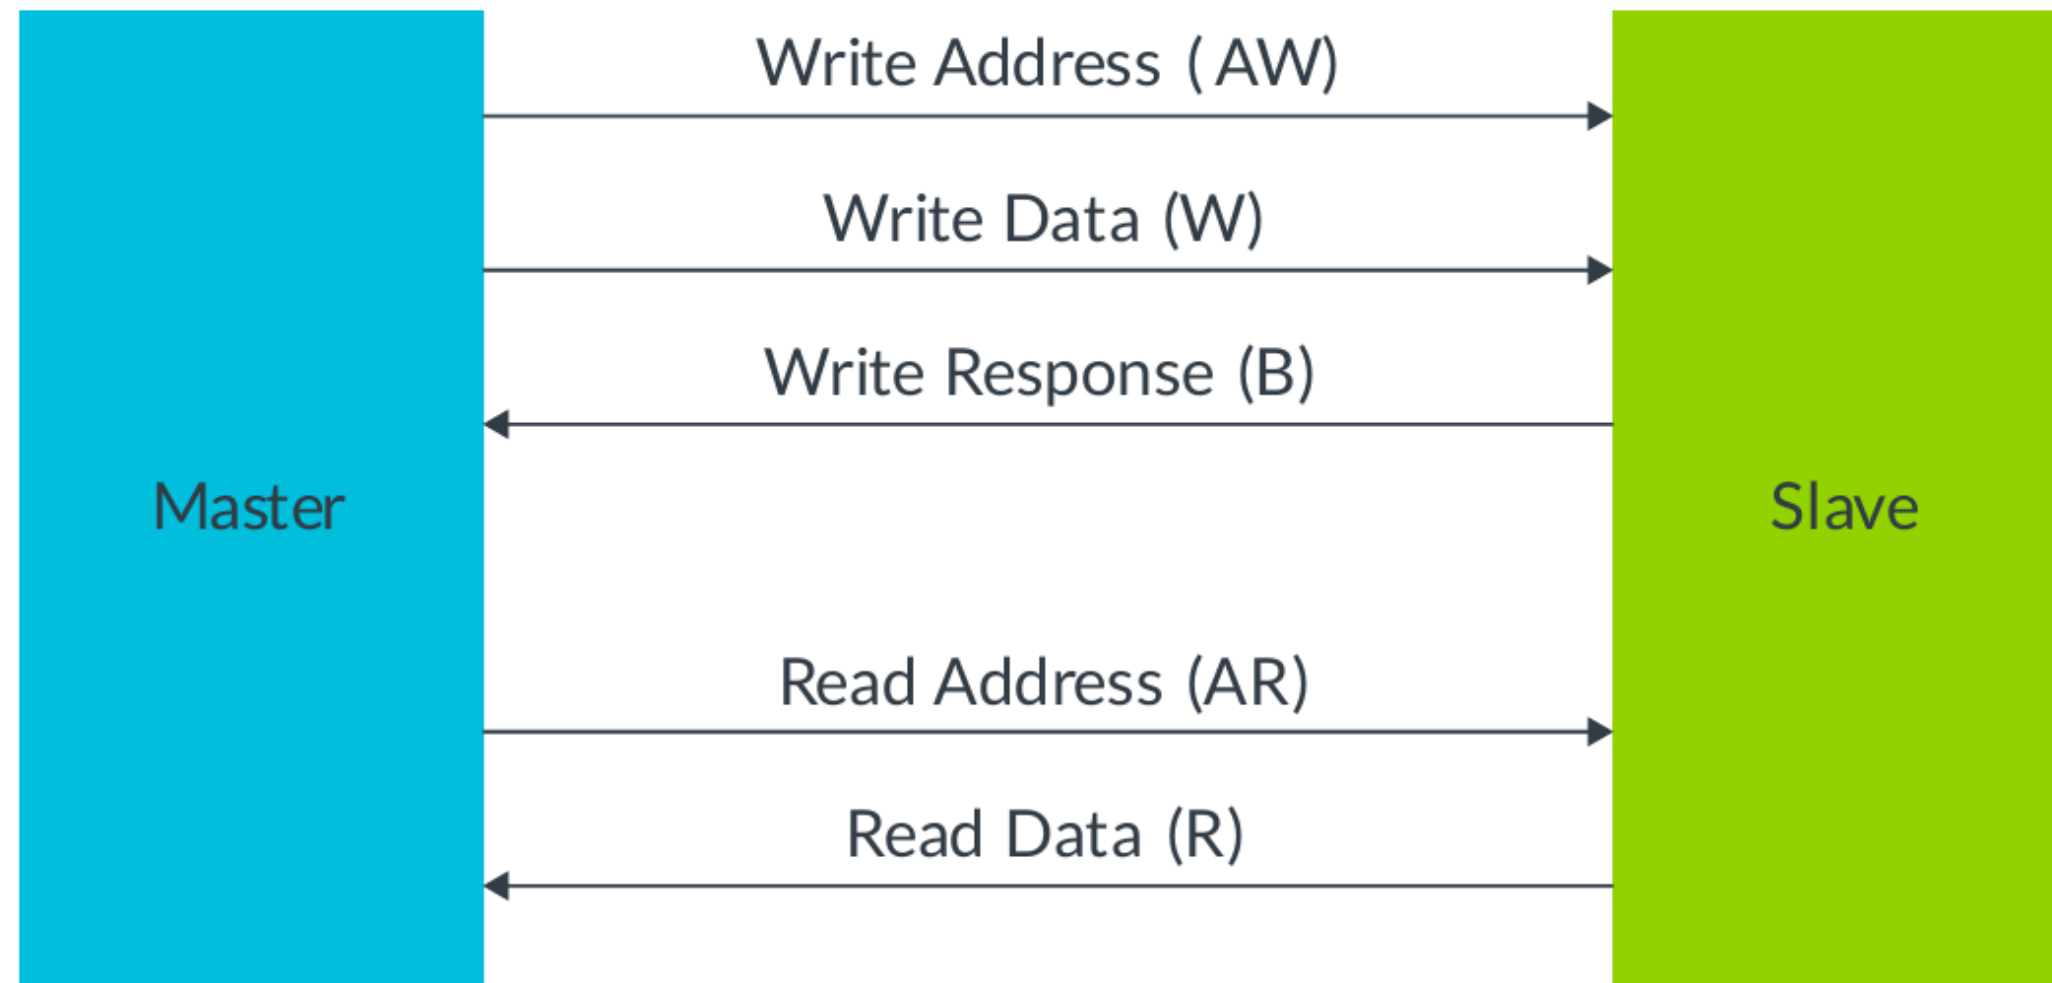 Write Address ( AW)
Write Data (W)
Write Response (B)
Master
Slave
Read Address (AR)
Read Data (R)